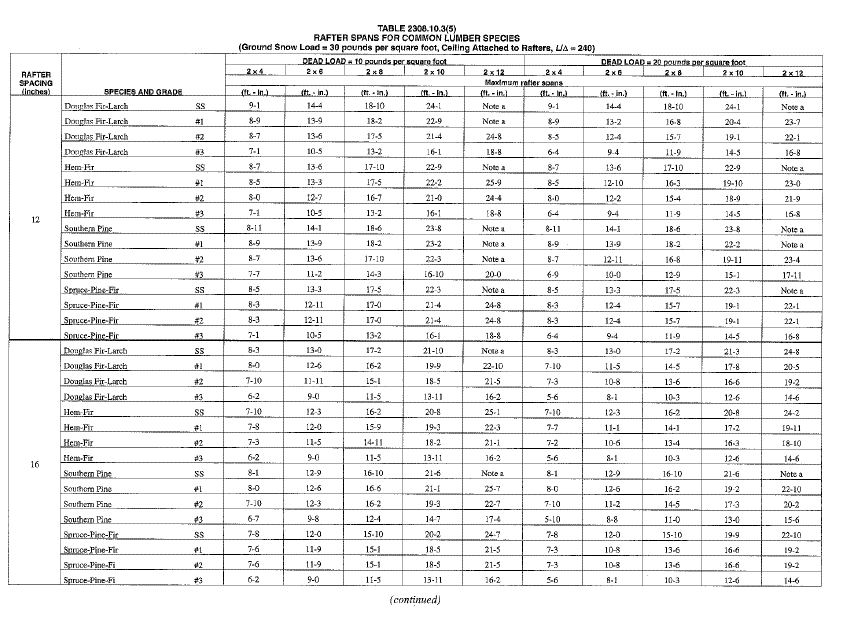 TABLE 2308.10.3(5)
RAFTER SPANS FOR COMMON LUMBER SPECIES
(Ground Snow Load = 30 pounds per square foot, Ceiling Attached to Rafters, L/Δ = 240)
RAFTER SPACING (inches) SPECIES AND GRADE DEAD LOAD = 10 pounds per square foot DEAD LOAD = 20 pounds per square foot
2 x 4 2 x 6 2 x 8 2 x 10 2 x 12 2 x 4 2 x 6 2 x 8 2 x 10 2 x 12
Maximum rafter spans
(ft. - in.) (ft. - in.) (ft. - in.) (ft. - in.) (ft. - in.) (ft. - in.) (ft. - in.) (ft. - in.) (ft. - in.) (ft. - in.)
12
Douglas Fir-Larch SS 9-1 14-4 18-10 24-1 Note a 9-1 14-4 18-10 24-1 Note a
Douglas Fir-Larch #1 8-9 13-9 18-2 22-9 Note a 8-9 13-2 16-8 20-4 23-7
Douglas Fir-Larch #2 8-7 13-6 17-5 21-4 24-8 8-5 12-4 15-7 19-1 22-1
Douglas Fir-Larch #3 7-1 10-5 13-2 16-1 18-8 6-4 9-4 11-9 14-5 16-8
Hem-Fir SS 8-7 13-6 17-10 22-9 Note a 8-7 13-6 17-10 22-9 Note a
Hem-Fir #1 8-5 13-3 17-5 22-2 25-9 8-5 12-10 16-3 19-10 23-0
Hem-Fir #2 8-0 12-7 16-7 21-0 24-4 8-0 12-2 15-4 18-9 21-9
Hem-Fir #3 7-1 10-5 13-2 16-1 18-8 6-4 9-4 11-9 14-5 16-8
Southern Pine SS 8-11 14-1 18-6 23-8 Note a 8-11 14-1 18-6 23-8 Note a
Southern Pine #1 8-9 13-9 18-2 23-2 Note a 8-9 13-9 18-2 22-2 Note a
Southern Pine #2 8-7 13-6 17-10 22-3 Note a 8-7 12-11 16-8 19-11 23-4
Southern Pine #3 7-7 11-2 14-3 16-10 20-0 6-9 10-0 12-9 15-1 17-11
Spruce-Pine-Fir SS 8-5 13-3 17-5 22-3 Note a 8-5 13-3 17-5 22-3 Note a
Spruce-Pine-Fir #1 8-3 12-11 17-0 21-4 24-8 8-3 12-4 15-7 19-1 22-1
Spruce-Pine-Fir #2 8-3 12-11 17-0 21-4 24-8 8-3 12-4 15-7 19-1 22-1
Spruce-Pine-Fir #3 7-1 10-5 13-2 16-1 18-8 6-4 9-4 11-9 14-5 16-8
16
Douglas Fir-Larch SS 8-3 13-0 17-2 21-10 Note a 8-3 13-0 17-2 21-3 24-8
Douglas Fir-Larch #1 8-0 12-6 16-2 19-9 22-10 7-10 11-5 14-5 17-8 20-5
Douglas Fir-Larch #2 7-10 11-11 15-1 18-5 21-5 7-3 10-8 13-6 16-6 19-2
Douglas Fir-Larch #3 6-2 9-0 11-5 13-11 16-2 5-6 8-1 10-3 12-6 14-6
Hem-Fir SS 7-10 12-3 16-2 20-8 25-1 7-10 12-3 16-2 20-8 24-2
Hem-Fir #1 7-8 12-0 15-9 19-3 22-3 7-7 11-1 14-1 17-2 19-11
Hem-Fir #2 7-3 11-5 14-11 18-2 21-1 7-2 10-6 13-4 16-3 18-10
Hem-Fir #3 6-2 9-0 11-5 13-11 16-2 5-6 8-1 10-3 12-6 14-6
Southern Pine SS 8-1 12-9 16-10 21-6 Note a 8-1 12-9 16-10 21-6 Note a
Southern Pine #1 8-0 12-6 16-6 21-1 25-7 8-0 12-6 16-2 19-2 22-10
Southern Pine #2 7-10 12-3 16-2 19-3 22-7 7-10 11-2 14-5 17-3 20-2
Southern Pine #3 6-7 9-8 12-4 14-7 17-4 5-10 8-8 11-0 13-0 15-6
Spruce-Pine-Fir SS 7-8 12-0 15-10 20-2 24-7 7-8 12-0 15-10 19-9 22-10
Spruce-Pine-Fir #1 7-6 11-9 15-1 18-5 21-5 7-3 10-8 13-6 16-6 19-2
Spruce-Pine-Fi #2 7-6 11-9 15-1 18-5 21-5 7-3 10-8 13-6 16-6 19-2
Spruce-Pine-Fi #3 6-2 9-0 11-5 13-11 16-2 5-6 8-1 10-3 12-6 14-6
(continued)